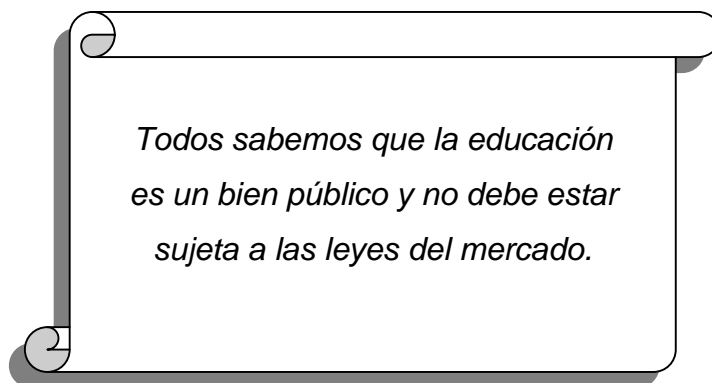 Todos sabemos que la educación
es un bien público y no debe estar
sujeta a las leyes del mercado.